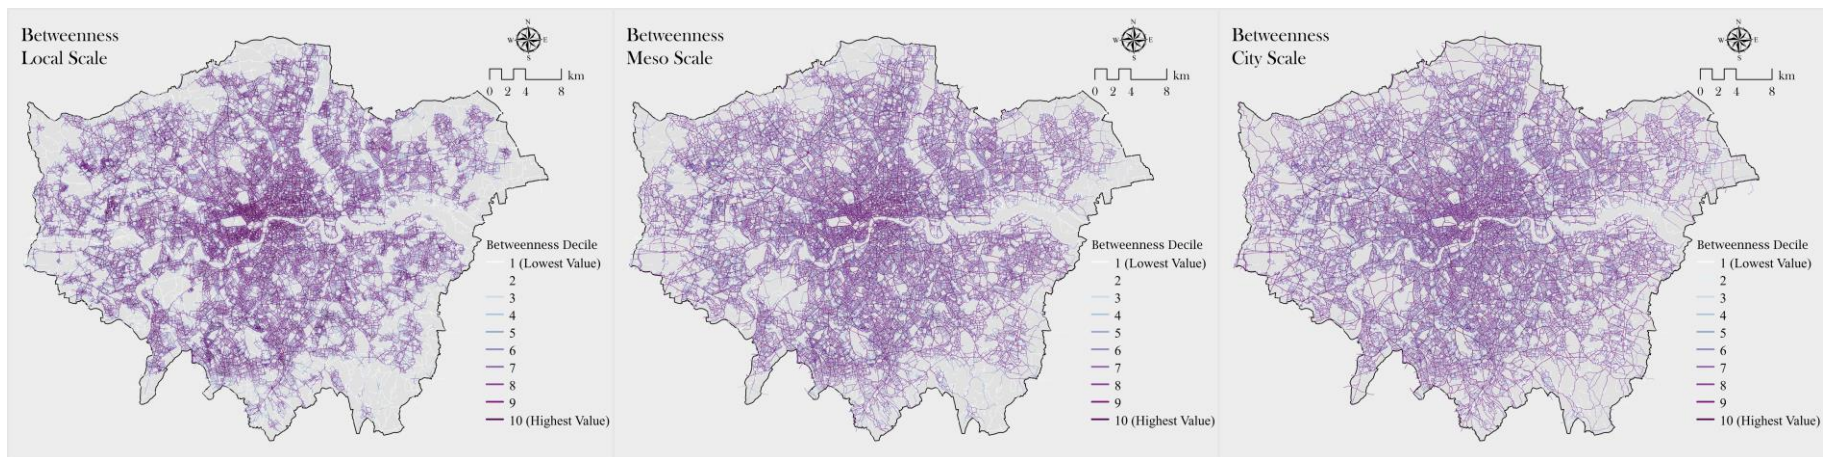 Betweenness
Local Scale
N
W
E
S
km
0 2 4 8
Betweenness Decile
1 (Lowest Value)
2
3
4
5
6
7
8
9
10 (Highest Value)
Betweenness
Meso Scale
N
W
E
S
km
0 2 4 8
Betweenness Decile
1 (Lowest Value)
2
3
4
5
6
7
8
9
10 (Highest Value)
Betweenness
City Scale
N
W
E
S
km
0 2 4 8
Betweenness Decile
1 (Lowest Value)
2
3
4
5
6
7
8
9
10 (Highest Value)